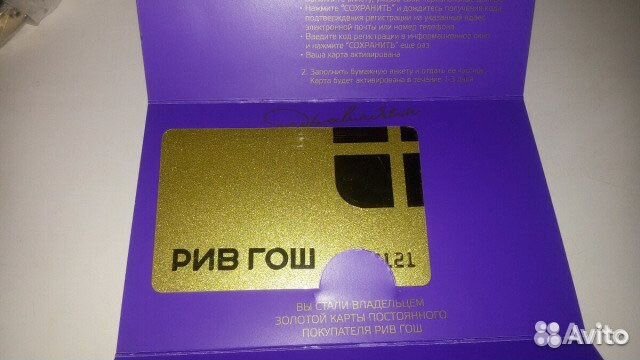 • Нажмите "СОХРАНИТЬ" и дождитесь получения кода
подтверждения регистрации на указанный адрес
электронной почты или номер телефона
• Введите код регистрации в информационное окно
и нажмите "СОХРАНИТЬ" еще раз
• Ваша карта активирована
2. Заполнить бумажную анкету и отдать ее кассиру.
Карта будет активирована в течение 1-3 дней
РИВ ГОШ
ВЫ СТАЛИ ВЛАДЕЛЬЦЕМ
ЗОЛОТОЙ КАРТЫ ПОСТОЯННОГО
ПОКУПАТЕЛЯ РИВ ГОШ
Avito